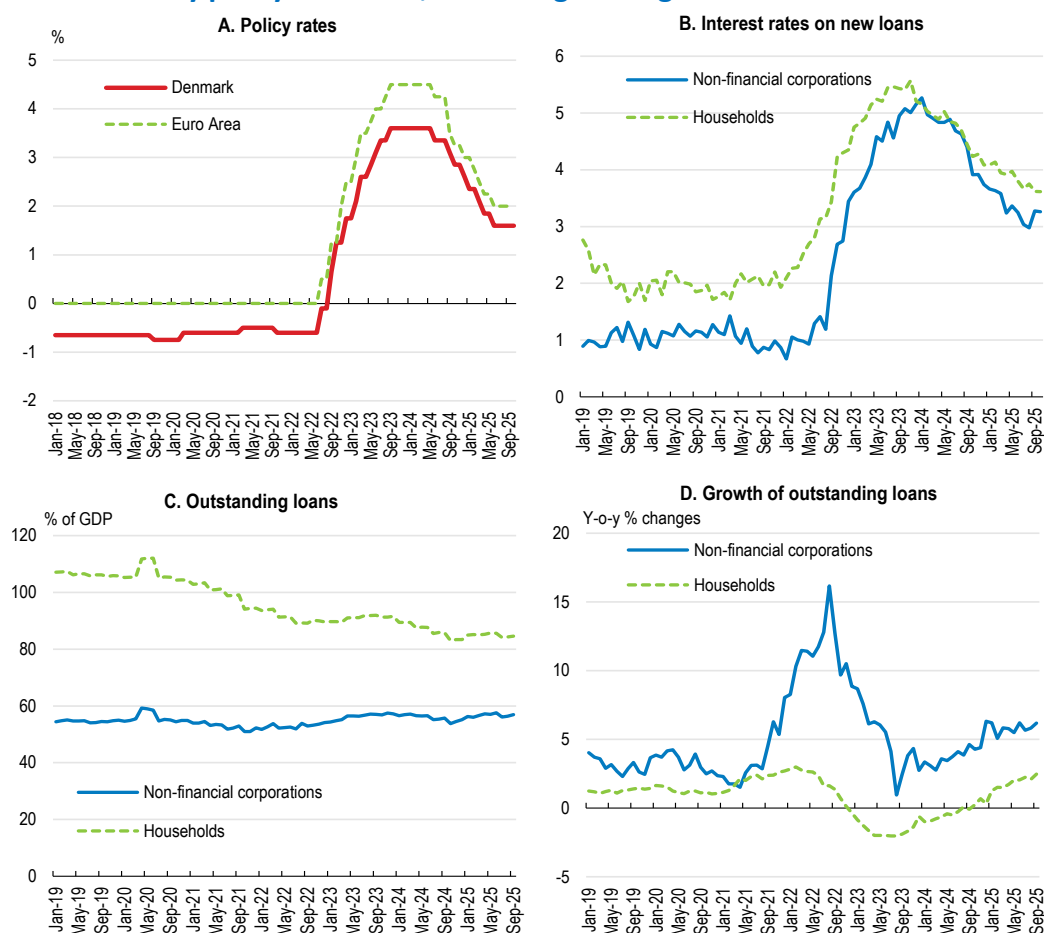 A. Policy rates
%
5
4
3
2
1
0
-1
-2
Denmark
Euro Area
Jan-18
May-18
Sep-18
Jan-19
May-19
Sep-19
Jan-20
May-20
Sep-20
Jan-21
May-21
Sep-21
Jan-22
May-22
Sep-22
Jan-23
May-23
Sep-23
Jan-24
May-24
Sep-24
Jan-25
May-25
Sep-25
B. Interest rates on new loans
6
5
4
3
2
1
0
Non-financial corporations
Households
Jan-19
May-19
Sep-19
Jan-20
May-20
Sep-20
Jan-21
May-21
Sep-21
Jan-22
May-22
Sep-22
Jan-23
May-23
Sep-23
Jan-24
May-24
Sep-24
Jan-25
May-25
Sep-25
C. Outstanding loans
% of GDP
120
100
80
60
40
20
0
Non-financial corporations
Households
Jan-19
May-19
Sep-19
Jan-20
May-20
Sep-20
Jan-21
May-21
Sep-21
Jan-22
May-22
Sep-22
Jan-23
May-23
Sep-23
Jan-24
May-24
Sep-24
Jan-25
May-25
Sep-25
D. Growth of outstanding loans
Y-o-y % changes
20
15
10
5
0
-5
Non-financial corporations
Households
Jan-19
May-19
Sep-19
Jan-20
May-20
Sep-20
Jan-21
May-21
Sep-21
Jan-22
May-22
Sep-22
Jan-23
May-23
Sep-23
Jan-24
May-24
Sep-24
Jan-25
May-25
Sep-25